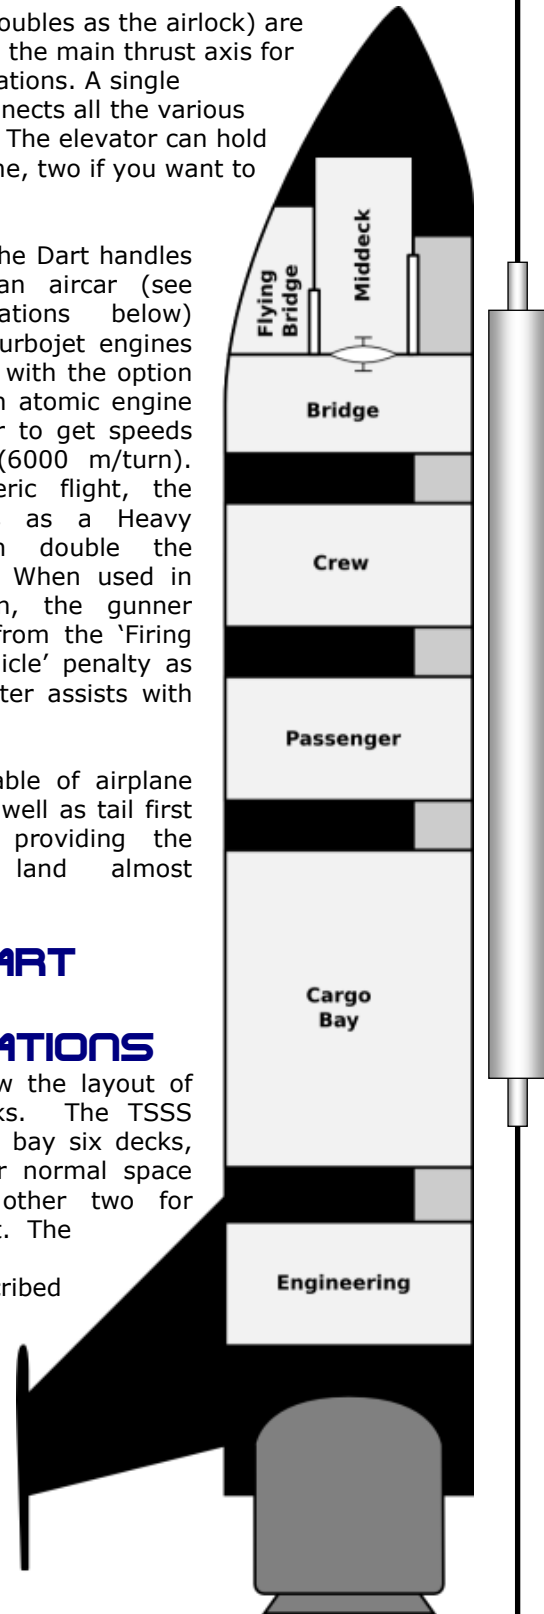 oubles as the airlock) are
the main thrust axis for
ations. A single
nects all the various
The elevator can hold
ne, two if you want to
he Dart handles
an aircar (see
ations below)
urbojet engines
with the option
n atomic engine
r to get speeds
(6000 m/turn).
eric flight, the
as a Heavy
n double the
When used in
n, the gunner
from the ‘Firing
icle’ penalty as
ter assists with
able of airplane
well as tail first
providing the
land almost
ART
ATIONS
w the layout of
ks. The TSSS
bay six decks,
r normal space
other two for
t. The
cribed
Flying
Bridge
Middeck
Bridge
Crew
Passenger
Cargo
Bay
Engineering